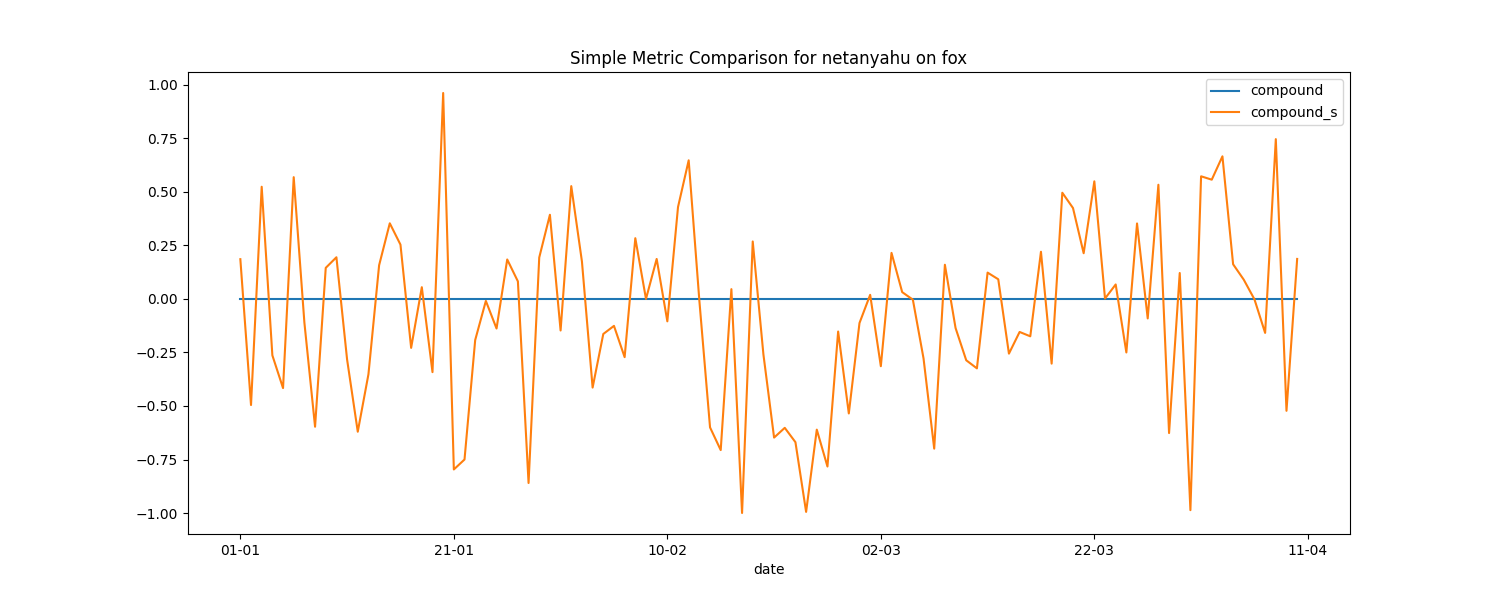 Simple Metric Comparison for netanyahu on fox
compound
compound_s
1.00
0.75
0.50
0.25
0.00
−0.25
−0.50
−0.75
−1.00
01-01 21-01 10-02 02-03 22-03 11-04
date